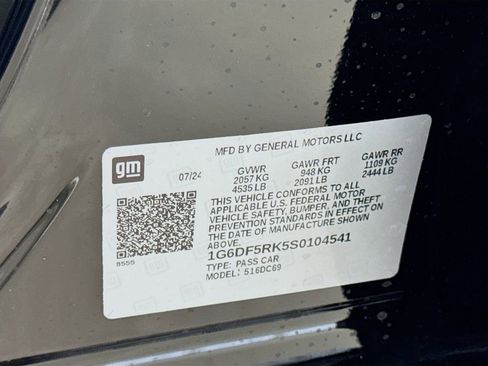 MFD BY GENERAL MOTORS LLC
gm
07/24
GVWR GAWR FRT GAWR RR
2057 KG 948 KG 1109 KG
4535 LB 2091 LB 2444 LB
THIS VEHICLE CONFORMS TO ALL
APPLICABLE U.S. FEDERAL MOTOR
VEHICLE SAFETY, BUMPER, AND THEFT
PREVENTION STANDARDS IN EFFECT ON
THE DATE OF MANUFACTURE SHOWN
ABOVE.
8555
1G6DF5RK5S0104541
TYPE: PASS CAR
MODEL: 516DC69